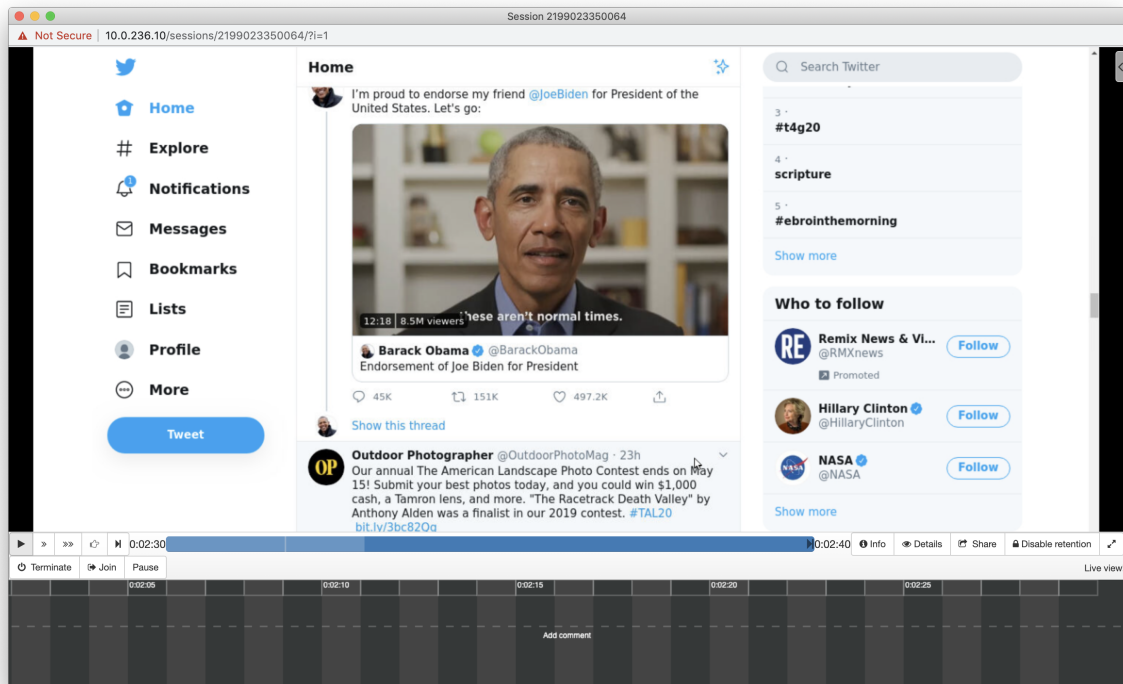 Session 2199023350064
Not Secure | 10.0.236.10/sessions/2199023350064/?i=1
Home
Explore
1
Notifications
Messages
Bookmarks
Lists
Profile
More
Tweet
Home
I'm proud to endorse my friend @JoeBiden for President of the
United States. Let's go:
these aren't normal times.
12:18 | 8.5M viewers
Barack Obama @BarackObama
Endorsement of Joe Biden for President
45K 151K 497.2K
Show this thread
OP
Outdoor Photographer @OutdoorPhotoMag · 23h
Our annual The American Landscape Photo Contest ends on May
15! Submit your best photos today, and you could win $1,000
cash, a Tamron lens, and more. "The Racetrack Death Valley" by
Anthony Alden was a finalist in our 2019 contest. #TAL20
bit.ly/3bc82Qg
Search Twitter
3 ·
#t4g20
4 ·
scripture
5 ·
#ebrointhemorning
Show more
Who to follow
RE
Remix News & Vi...
@RMXnews
Follow
Promoted
Hillary Clinton
@HillaryClinton
Follow
NASA
NASA
@NASA
Follow
Show more
0:02:30 0:02:40 Info Details Share Disable retention
Terminate Join Pause Live view
0:02:05 0:02:10 0:02:15 0:02:20 0:02:25
Add comment